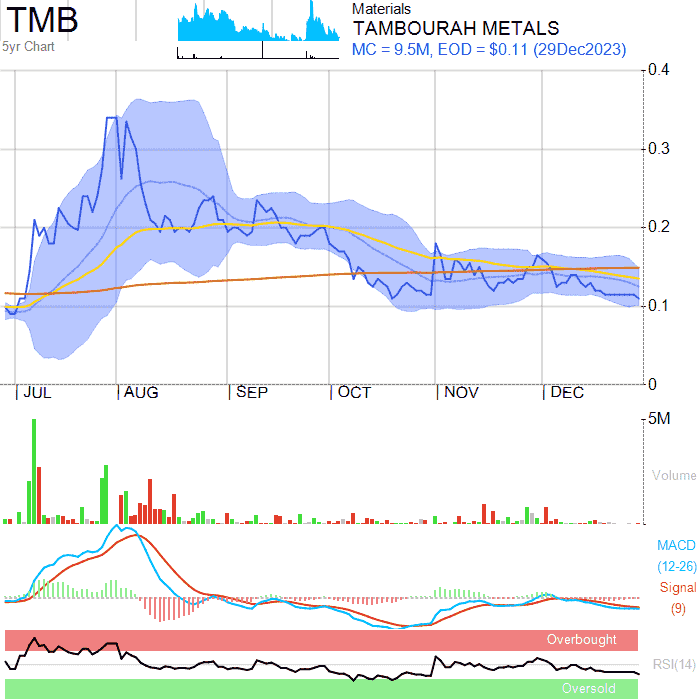 TMB
5yr Chart
Materials
TAMBOURAH METALS
MC = 9.5M, EOD = $0.11 (29Dec2023)
0.4
0.3
0.2
0.1
0
JUL AUG SEP OCT NOV DEC
5M
Volume
MACD
(12-26)
Signal
(9)
Overbought
RSI(14)
Oversold